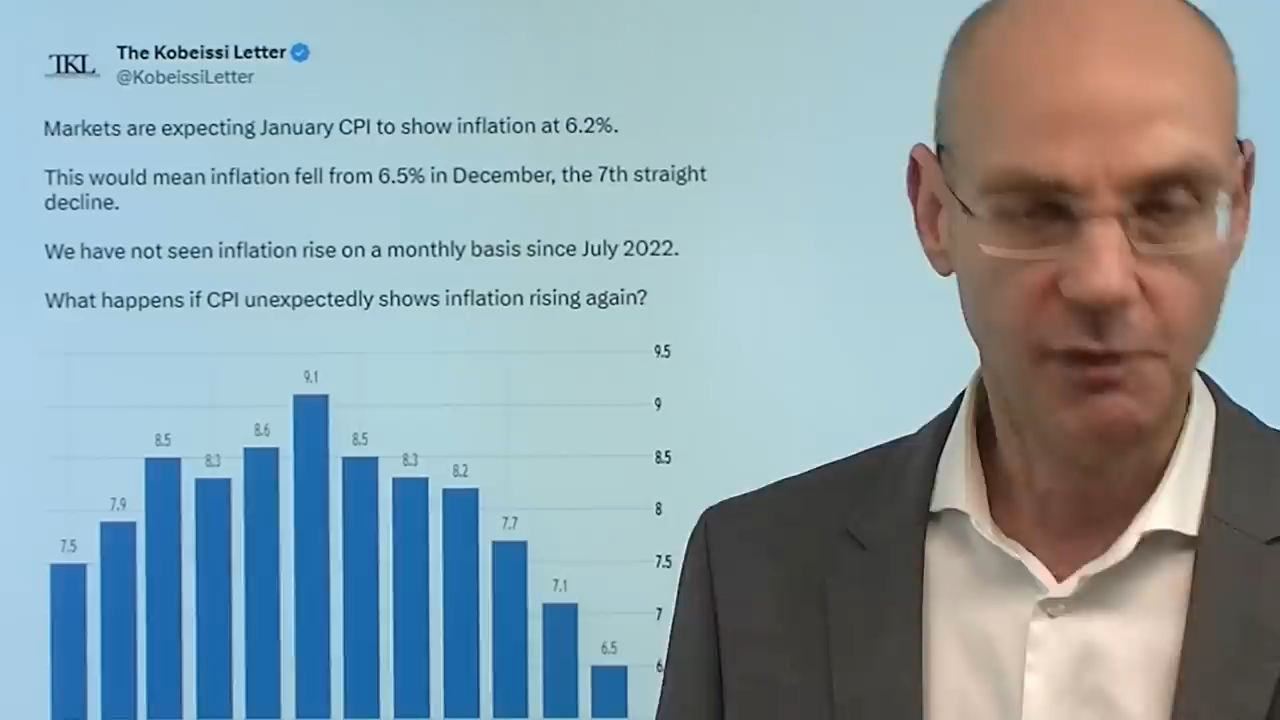 TKL The Kobeissi Letter
@KobeissiLetter
Markets are expecting January CPI to show inflation at 6.2%.
This would mean inflation fell from 6.5% in December, the 7th straight
decline.
We have not seen inflation rise on a monthly basis since July 2022.
What happens if CPI unexpectedly shows inflation rising again?
9.5
9.1
9
8.6
8.5
8.3
8.5
8.3
8.2
8.5
7.9
7.7
8
7.5
7.1
7.5
6.5
7